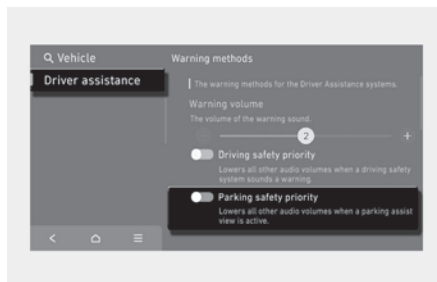 Vehicle
Warning methods
Driver assistance
The warning methods for the Driver Assistance systems.
Warning volume
The volume of the warning sound.
2
Driving safety priority
Lowers all other audio volumes when a driving safety
system sounds a warning.
Parking safety priority
Lowers all other audio volumes when a parking assist
view is active.